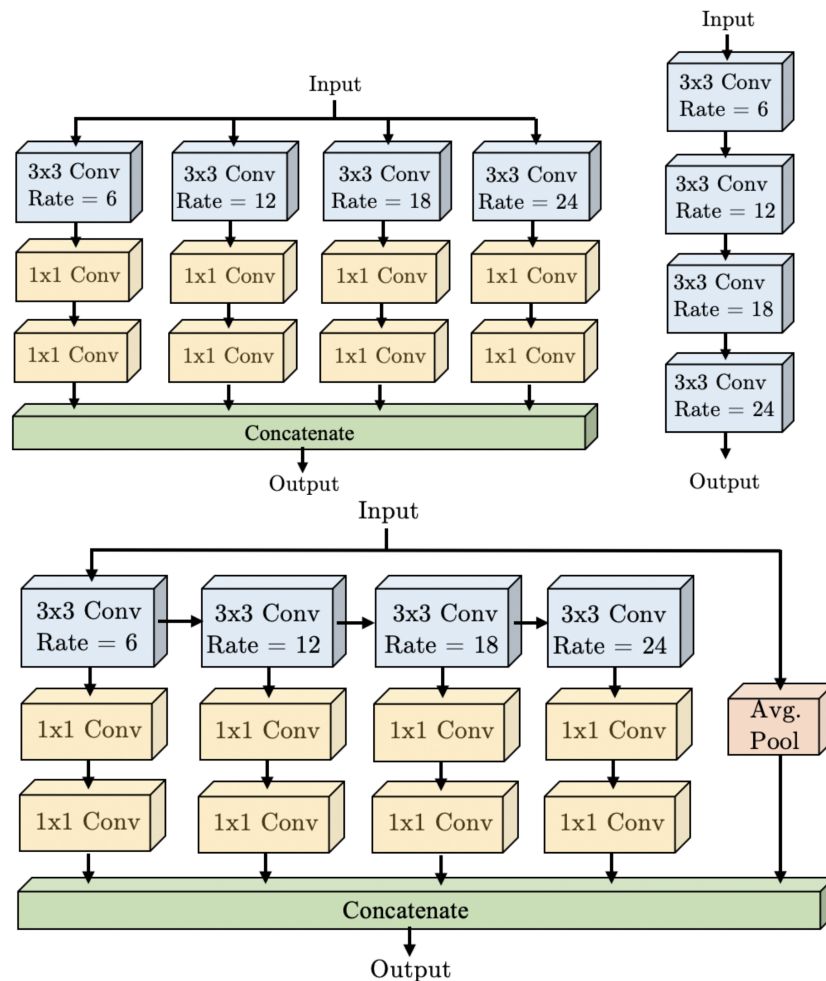 Input
3x3 Conv
Rate = 6
3x3 Conv
Rate = 12
3x3 Conv
Rate = 18
3x3 Conv
Rate = 24
1x1 Conv
1x1 Conv
1x1 Conv
1x1 Conv
1x1 Conv
1x1 Conv
1x1 Conv
1x1 Conv
Concatenate
Output
Input
3x3 Conv
Rate = 6
3x3 Conv
Rate = 12
3x3 Conv
Rate = 18
3x3 Conv
Rate = 24
Output
Input
3x3 Conv
Rate = 6
3x3 Conv
Rate = 12
3x3 Conv
Rate = 18
3x3 Conv
Rate = 24
1x1 Conv
1x1 Conv
1x1 Conv
1x1 Conv
Avg.
Pool
1x1 Conv
1x1 Conv
1x1 Conv
1x1 Conv
Concatenate
Output